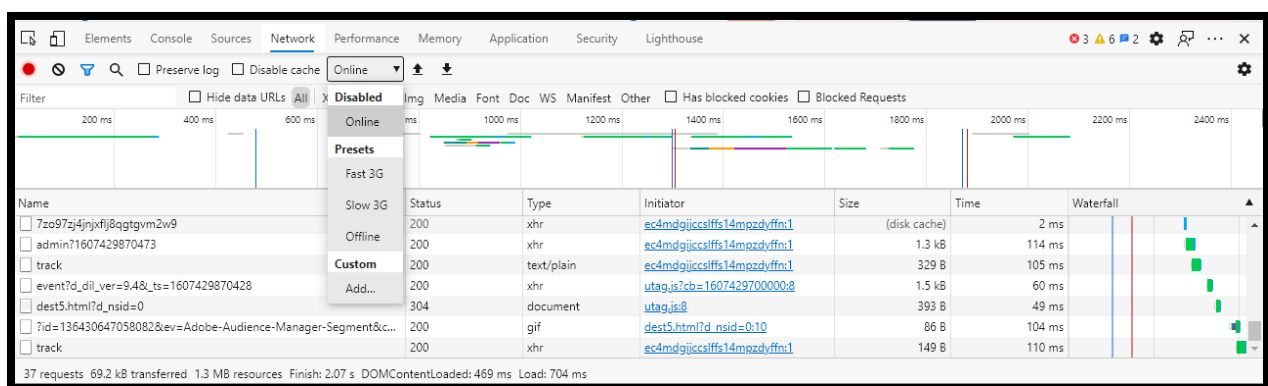 Elements Console Sources Network Performance Memory Application Security Lighthouse 3 6 2
Preserve log Disable cache Online
Filter Hide data URLs All X Disabled Img Media Font Doc WS Manifest Other Has blocked cookies Blocked Requests
200 ms 400 ms 600 ms ms 1000 ms 1200 ms 1400 ms 1600 ms 1800 ms 2000 ms 2200 ms 2400 ms
Online
Presets
Fast 3G
Slow 3G
Offline
Custom
Add...
Name Status Type Initiator Size Time Waterfall
7zo97zj4jnjxflj8qgtgvm2w9 200 xhr ec4mdgijccslffs14mpzdyffn:1 (disk cache) 2 ms
admin?1607429870473 200 xhr ec4mdgijccslffs14mpzdyffn:1 1.3 kB 114 ms
track 200 text/plain ec4mdgijccslffs14mpzdyffn:1 329 B 105 ms
event?d_dil_ver=9.4&_ts=1607429870428 200 xhr utag.js?cb=1607429700000:8 1.5 kB 60 ms
dest5.html?d_nsid=0 304 document utag.js:8 393 B 49 ms
?id=136430647058082&ev=Adobe-Audience-Manager-Segment&c... 200 gif dest5.html?d_nsid=0:10 86 B 104 ms
track 200 xhr ec4mdgijccslffs14mpzdyffn:1 149 B 110 ms
37 requests 69.2 kB transferred 1.3 MB resources Finish: 2.07 s DOMContentLoaded: 469 ms Load: 704 ms